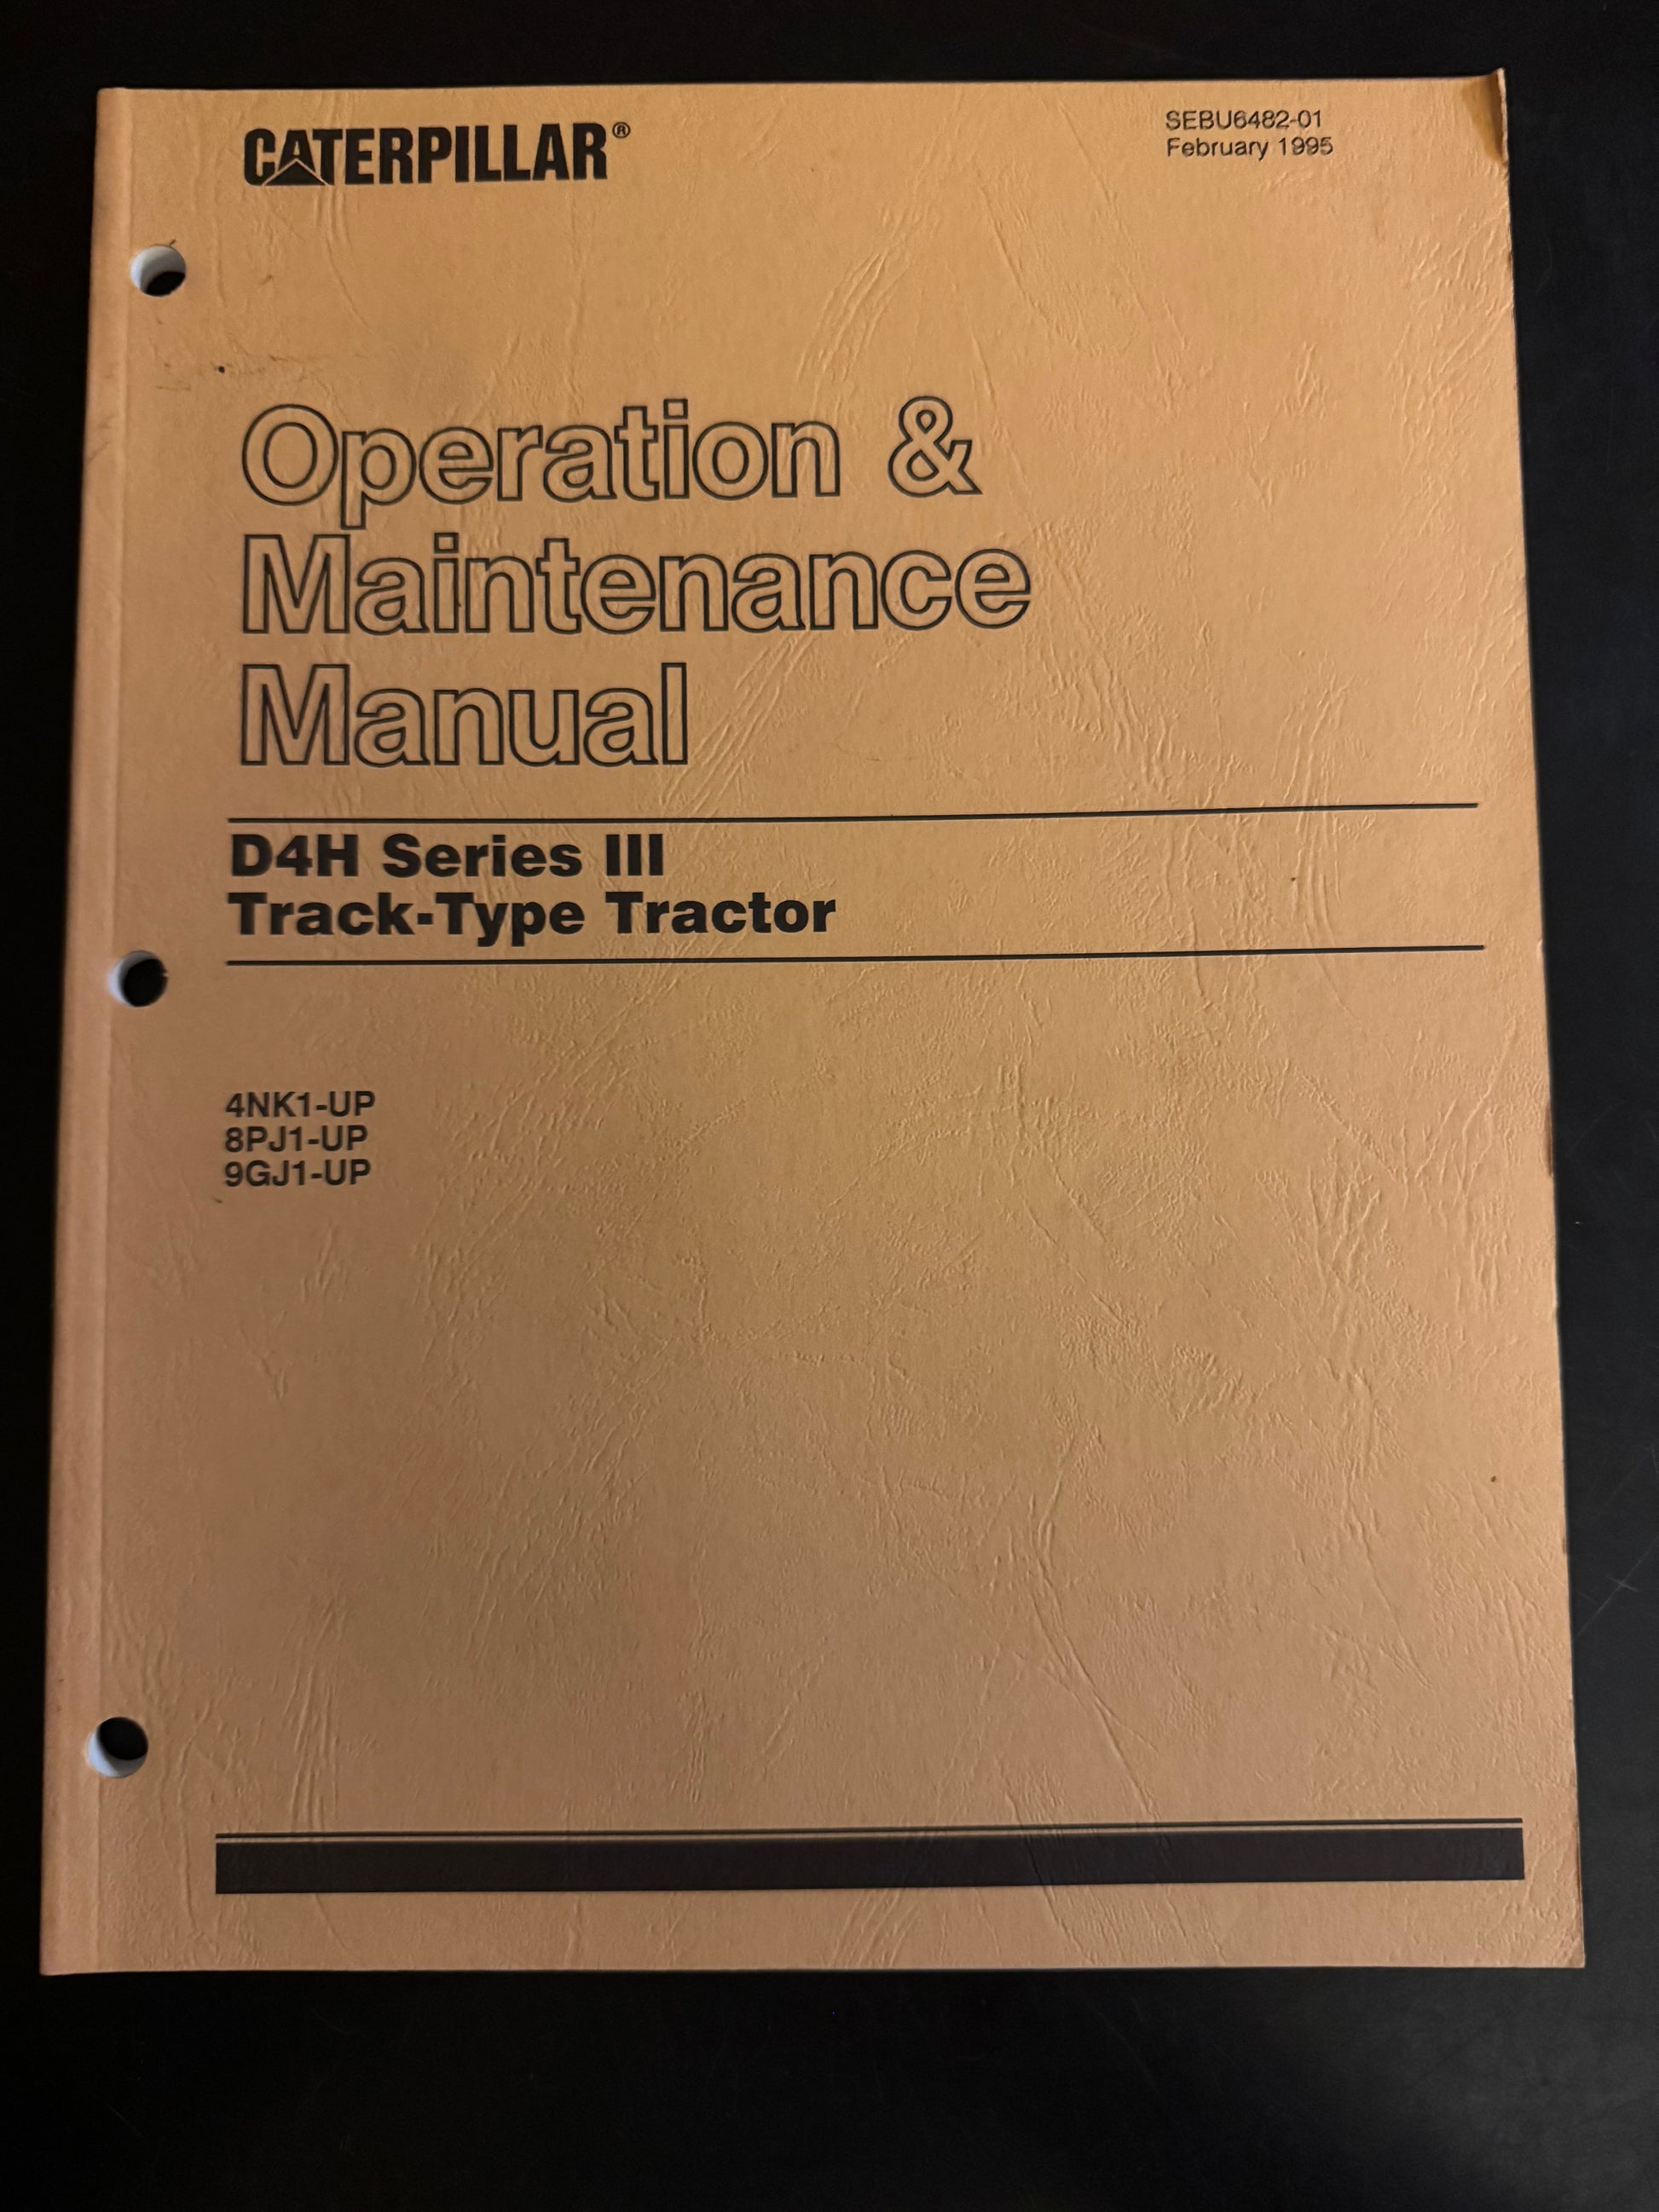 CATERPILLAR®
SEBU6482-01
February 1995
Operation &
Maintenance
Manual
D4H Series III
Track-Type Tractor
4NK1-UP
8PJ1-UP
9GJ1-UP